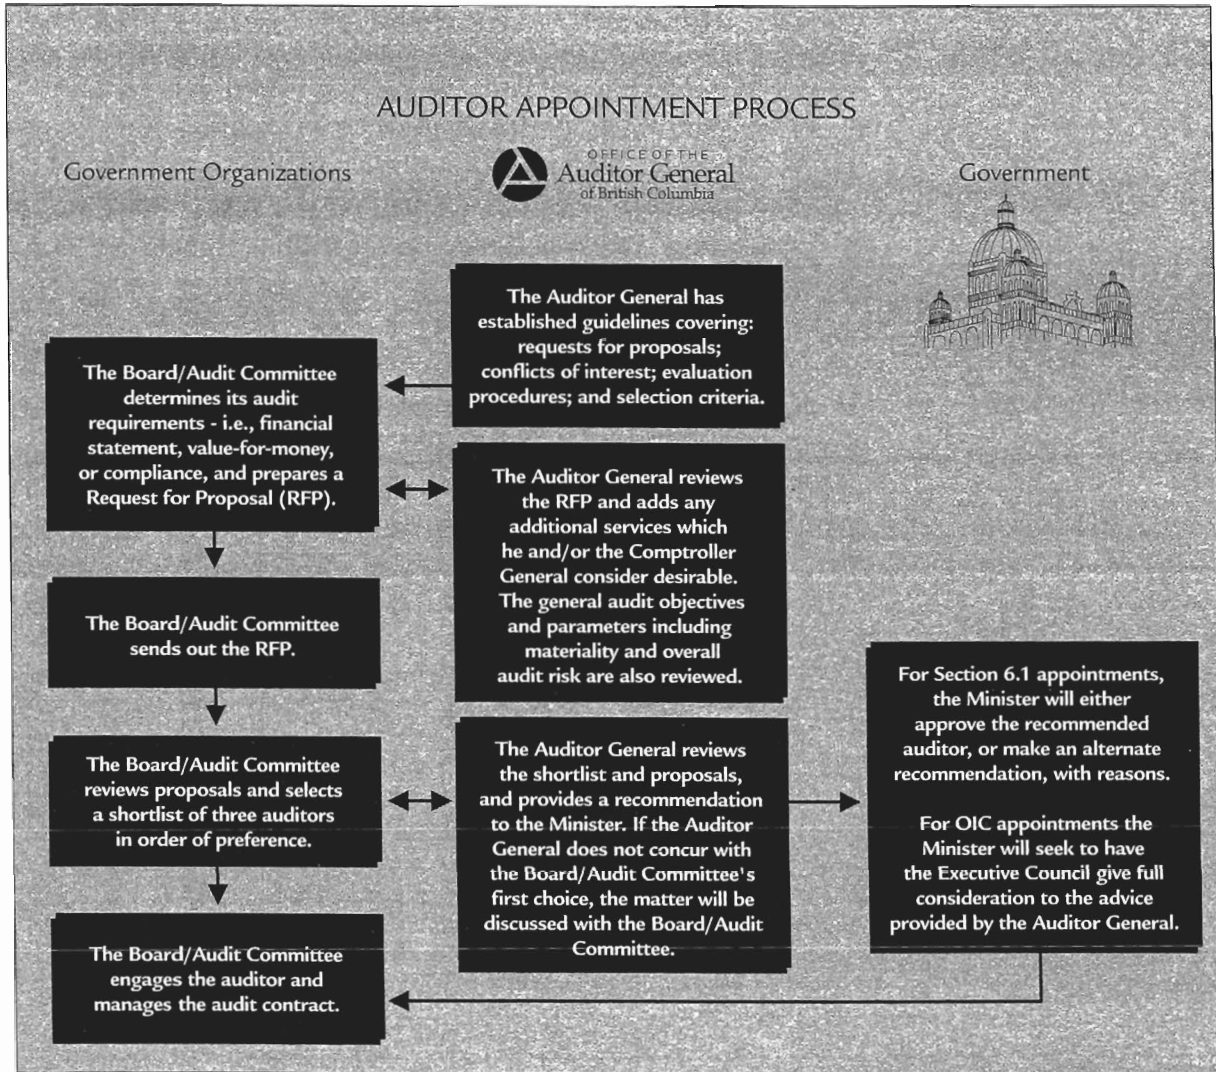 AUDITOR APPOINTMENT PROCESS
Government Organizations
OFFICE OF THE
Auditor General
of British Columbia
Government
The Auditor General has
established guidelines covering:
requests for proposals;
conflicts of interest; evaluation
procedures; and selection criteria.
The Board/Audit Committee
determines its audit
requirements - i.e., financial
statement, value-for-money,
or compliance, and prepares a
Request for Proposal (RFP).
The Auditor General reviews
the RFP and adds any
additional services which
he and/or the Comptroller
General consider desirable.
The general audit objectives
and parameters including
materiality and overall
audit risk are also reviewed.
The Board/Audit Committee
sends out the RFP.
The Board/Audit Committee
reviews proposals and selects
a shortlist of three auditors
in order of preference.
The Auditor General reviews
the shortlist and proposals,
and provides a recommendation
to the Minister. If the Auditor
General does not concur with
the Board/Audit Committee's
first choice, the matter will be
discussed with the Board/Audit
Committee.
For Section 6.1 appointments,
the Minister will either
approve the recommended
auditor, or make an alternate
recommendation, with reasons.
For OIC appointments the
Minister will seek to have
the Executive Council give full
consideration to the advice
provided by the Auditor General.
The Board/Audit Committee
engages the auditor and
manages the audit contract.